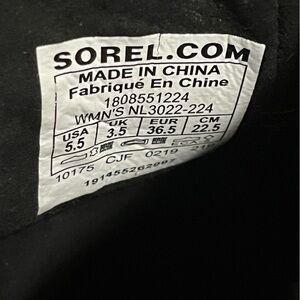 SOREL.COM
MADE IN CHINA
Fabriqué En Chine
1808551224
WMN'S NL3022-224
USA UK EUR CM
5.5 3.5 36.5 22.5
10175 CJF 0219